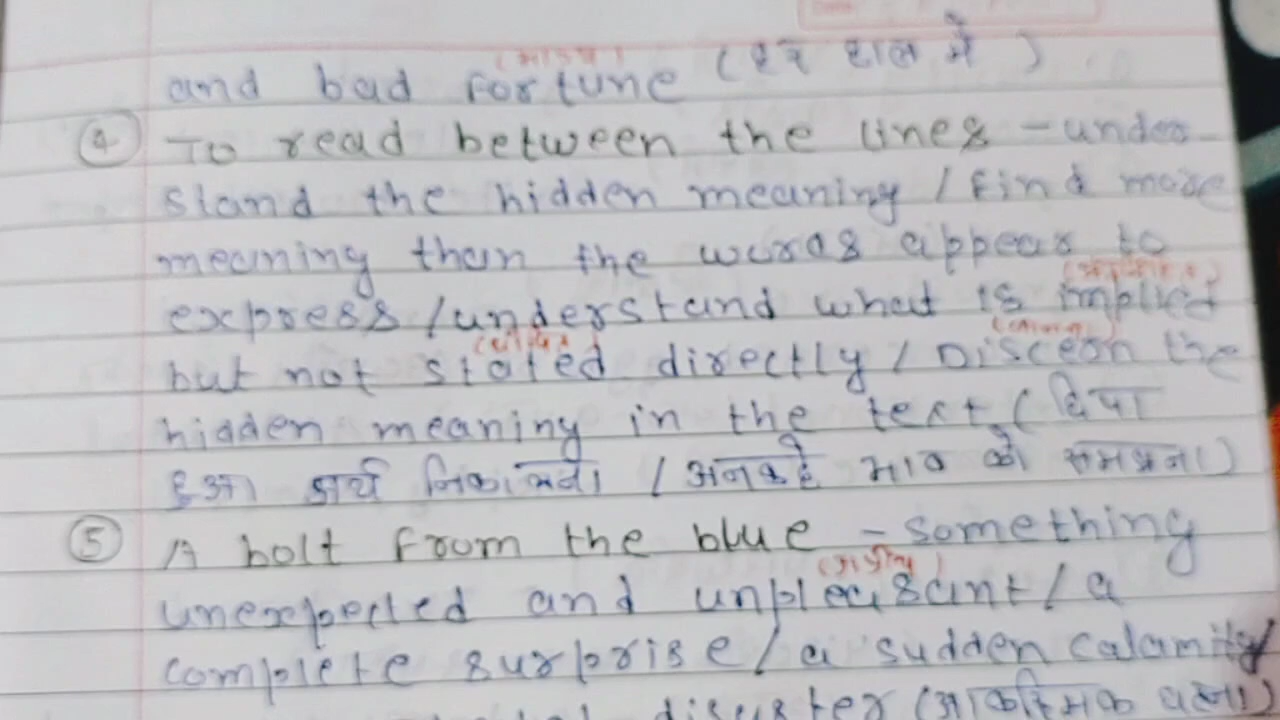 (भाग्य)
and bad fortune (हर हाल में)
④ To read between the lines - under
stand the hidden meaning / find more
meaning than the words appear to
express / understand what is implied
but not stated directly / Discern the
hidden meaning in the text (छिपा
हुआ अर्थ निकालना / अनकहे भाव को समझना)
⑤ A bolt from the blue - something
unexpected and unpleasant / a
complete surprise / a sudden calamity/
disaster (आकस्मिक घटना)